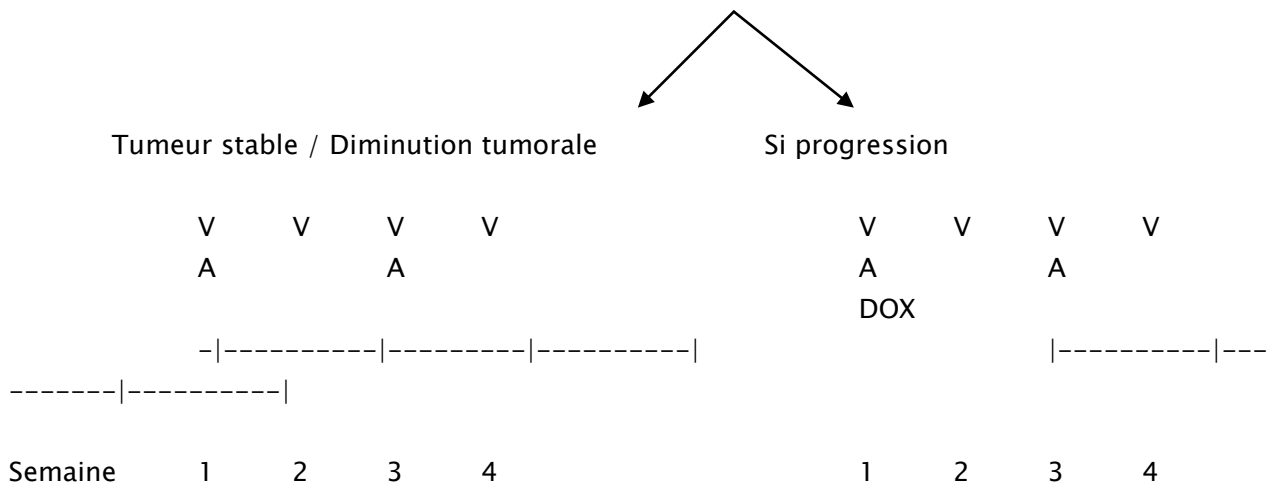 Tumeur stable / Diminution tumorale Si progression
V V V V V V V V
A A A A
DOX
-|----------|---------|----------| |----------|---
-------|----------|
Semaine 1 2 3 4 1 2 3 4